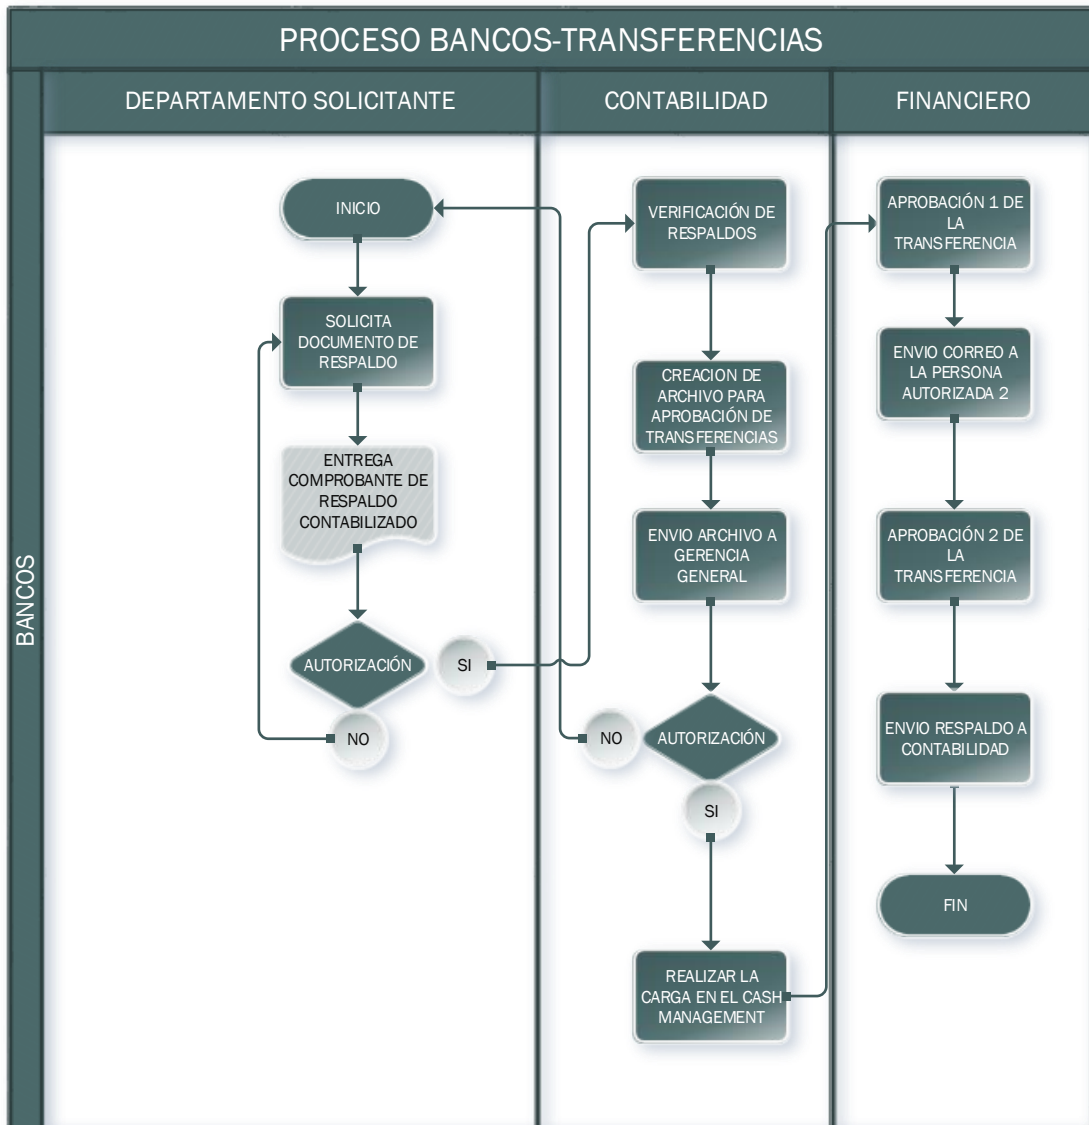 PROCESO BANCOS-TRANSFERENCIAS
DEPARTAMENTO SOLICITANTE
CONTABILIDAD
FINANCIERO
BANCOS
INICIO
SOLICITA
DOCUMENTO DE
RESPALDO
ENTREGA
COMPROBANTE DE
RESPALDO
CONTABILIZADO
AUTORIZACIÓN
SI
NO
VERIFICACIÓN DE
RESPALDOS
CREACION DE
ARCHIVO PARA
APROBACIÓN DE
TRANSFERENCIAS
ENVIO ARCHIVO A
GERENCIA
GENERAL
NO
AUTORIZACIÓN
SI
REALIZAR LA
CARGA EN EL CASH
MANAGEMENT
APROBACIÓN 1 DE
LA
TRANSFERENCIA
ENVIO CORREO A
LA PERSONA
AUTORIZADA 2
APROBACIÓN 2 DE
LA
TRANSFERENCIA
ENVIO RESPALDO A
CONTABILIDAD
FIN